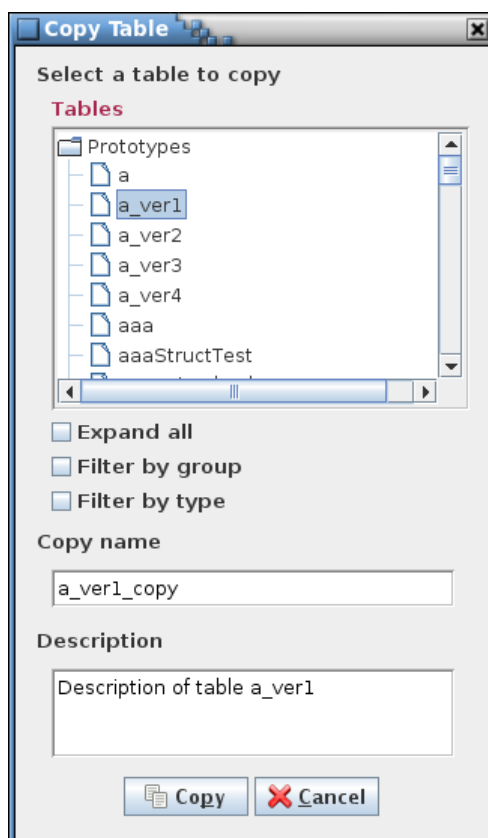 Copy Table
Select a table to copy
Tables
Prototypes
a
a_ver1
a_ver2
a_ver3
a_ver4
aaa
aaaStructTest
Expand all
Filter by group
Filter by type
Copy name
a_ver1_copy
Description
Description of table a_ver1
Copy
Cancel